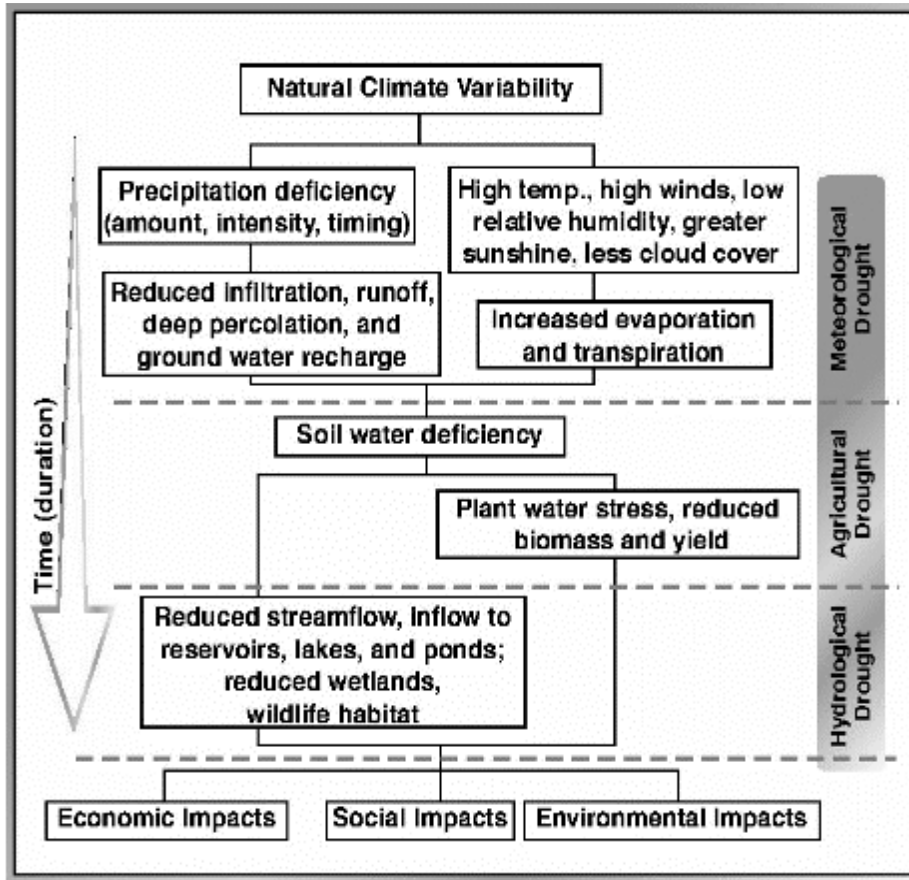 Natural Climate Variability
Precipitation deficiency
(amount, intensity, timing)
High temp., high winds, low
relative humidity, greater
sunshine, less cloud cover
Reduced infiltration, runoff,
deep percolation, and
ground water recharge
Increased evaporation
and transpiration
Meteorological
Drought
Soil water deficiency
Plant water stress, reduced
biomass and yield
Agricultural
Drought
Time (duration)
Reduced streamflow, inflow to
reservoirs, lakes, and ponds;
reduced wetlands,
wildlife habitat
Hydrological
Drought
Economic Impacts
Social Impacts
Environmental Impacts